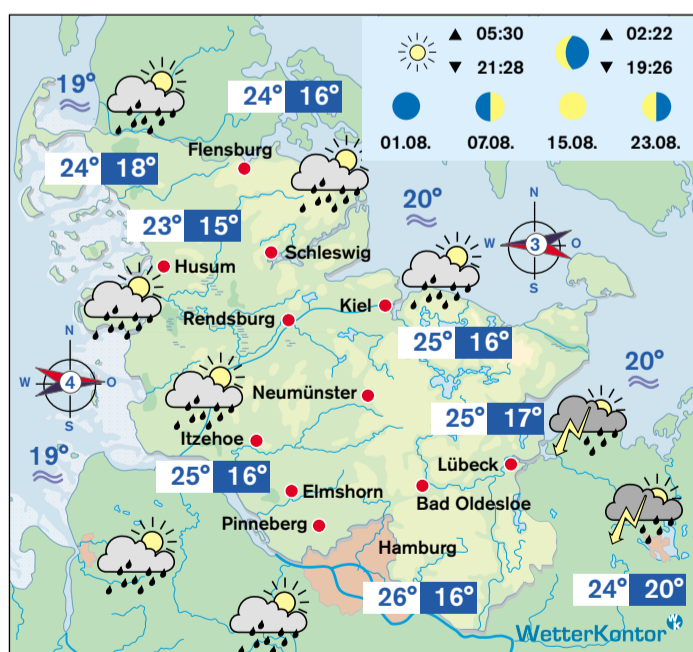 ▲ 05:30 ▲ 02:22
▼ 21:28 ▼ 19:26
01.08. 07.08. 15.08. 23.08.
19°
24° 16°
Flensburg
24° 18°
20°
N
W 3 O
S
23° 15°
Schleswig
Husum
Kiel
Rendsburg
25° 16°
N
W 4 O
S
20°
Neumünster
25° 17°
Itzehoe
19°
Lübeck
25° 16°
Elmshorn
Bad Oldesloe
Pinneberg
Hamburg
26° 16°
24° 20°
WetterKontor